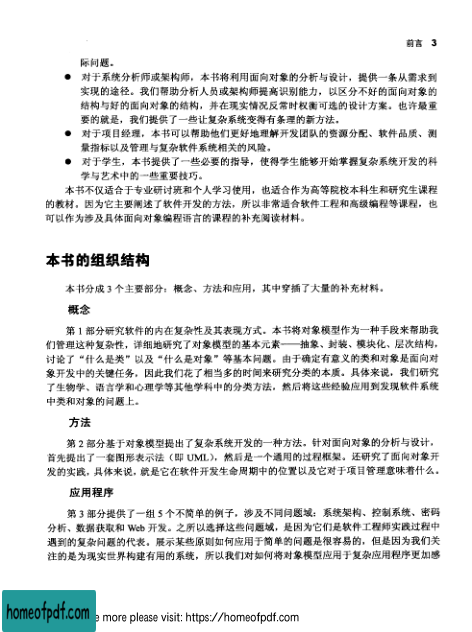 前言 3
际问题。
● 对于系统分析师或架构师，本书将利用面向对象的分析与设计，提供一条从需求到
实现的途径。我们帮助分析人员或架构师提高识别能力，以区分不好的面向对象的
结构与好的面向对象的结构，并在现实情况反常时权衡可选的设计方案。也许最重
要的就是，我们提供了一些让复杂系统变得有条理的新方法。
● 对于项目经理，本书可以帮助他们更好地理解开发团队的资源分配、软件品质、测
量指标以及管理与复杂软件系统相关的风险。
● 对于学生，本书提供了一些必要的指导，使得学生能够开始掌握复杂系统开发的科
学与艺术中的一些重要技巧。
本书不仅适合于专业研讨班和个人学习使用，也适合作为高等院校本科生和研究生课程
的教材。因为它主要阐述了软件开发的方法，所以非常适合软件工程和高级编程等课程，也
可以作为涉及具体面向对象编程语言的课程的补充阅读材料。
本书的组织结构
本书分成 3 个主要部分：概念、方法和应用，其中穿插了大量的补充材料。
概念
第 1 部分研究软件的内在复杂性及其表现方式。本书将对象模型作为一种手段来帮助我
们管理这种复杂性，详细地研究了对象模型的基本元素——抽象、封装、模块化、层次结构，
讨论了“什么是类”以及“什么是对象”等基本问题。由于确定有意义的类和对象是面向对
象开发中的关键任务，因此我们花了相当多的时间来研究分类的本质。具体来说，我们研究
了生物学、语言学和心理学等其他学科中的分类方法，然后将这些经验应用到发现软件系统
中类和对象的问题上。
方法
第 2 部分基于对象模型提出了复杂系统开发的一种方法。针对面向对象的分析与设计，
首先提出了一套图形表示法（即 UML），然后是一个通用的过程框架。还研究了面向对象开
发的实践，具体来说，就是它在软件开发生命周期中的位置以及它对于项目管理意味着什么。
应用程序
第 3 部分提供了一组 5 个不简单的例子，涉及不同问题域：系统架构、控制系统、密码
分析、数据获取和 Web 开发。之所以选择这些问题域，是因为它们是软件工程师实践过程中
遇到的复杂问题的代表。展示某些原则如何应用于简单的问题是很容易的，但是因为我们关
注的是为现实世界构建有用的系统，所以我们对如何将对象模型应用于复杂应用程序更加感
homeofpdf.com
e more please visit: https://homeofpdf.com